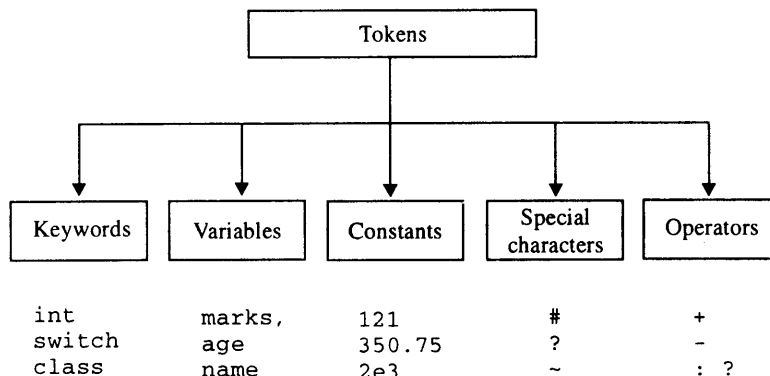 Tokens
Keywords
Variables
Constants
Special
characters
Operators
int marks, 121 # +
switch age 350.75 ? -
class name 2e3 ~ : ?